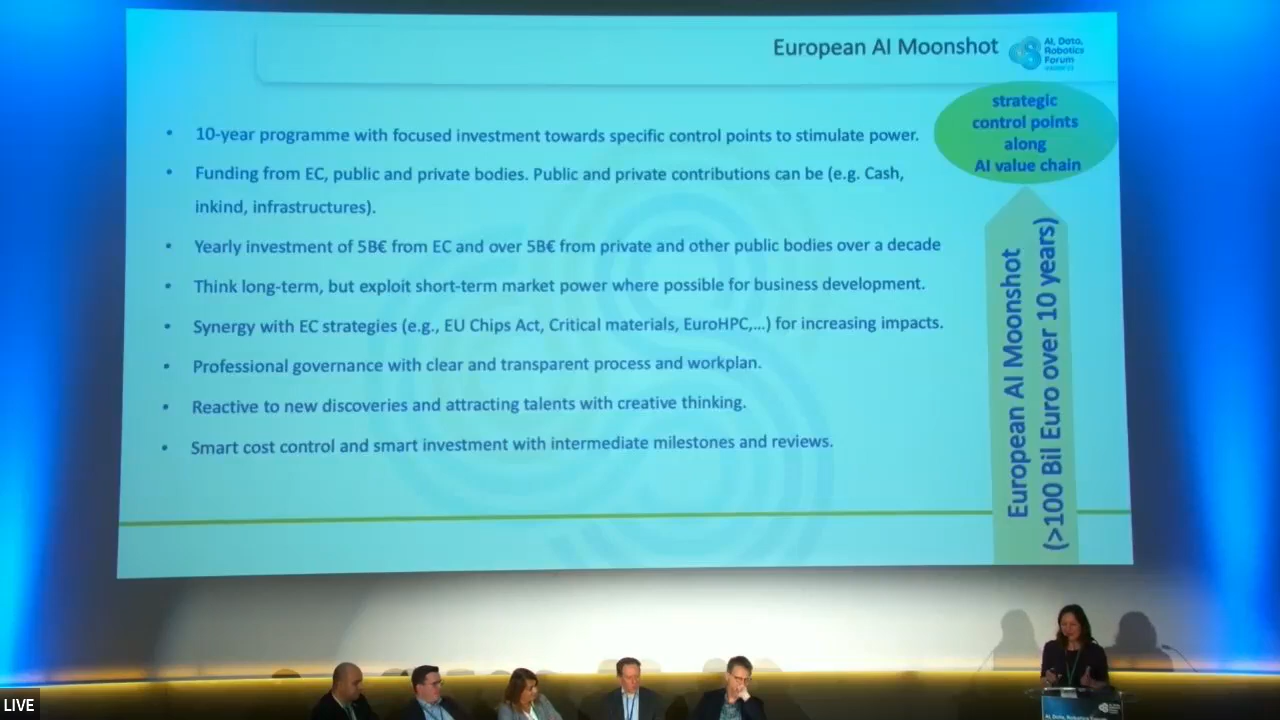 European AI Moonshot
AI, Data,
Robotics
Forum
strategic
control points
along
AI value chain
• 10-year programme with focused investment towards specific control points to stimulate power.
• Funding from EC, public and private bodies. Public and private contributions can be (e.g. Cash,
inkind, infrastructures).
• Yearly investment of 5B€ from EC and over 5B€ from private and other public bodies over a decade
• Think long-term, but exploit short-term market power where possible for business development.
• Synergy with EC strategies (e.g., EU Chips Act, Critical materials, EuroHPC,...) for increasing impacts.
• Professional governance with clear and transparent process and workplan.
• Reactive to new discoveries and attracting talents with creative thinking.
• Smart cost control and smart investment with intermediate milestones and reviews.
European AI Moonshot
(>100 Bil Euro over 10 years)
LIVE
AI, Data, Robotics